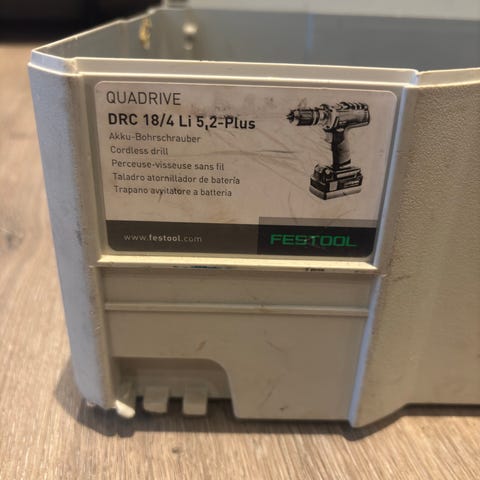 QUADRIVE
DRC 18/4 Li 5,2-Plus
Akku-Bohrschrauber
Cordless drill
Perceuse-visseuse sans fil
Taladro atornillador de batería
Trapano avvitatore a batteria
www.festool.com
FESTOOL